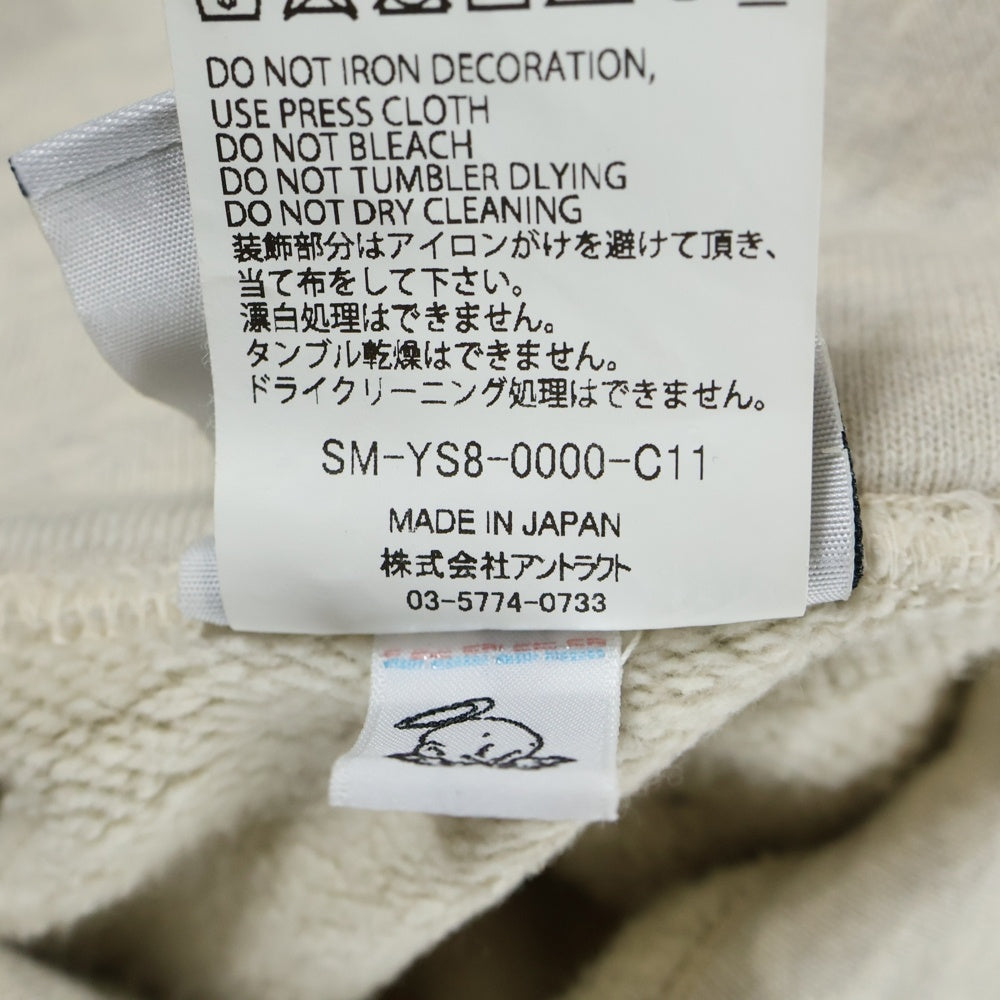 DO NOT IRON DECORATION,
USE PRESS CLOTH
DO NOT BLEACH
DO NOT TUMBLER DLYING
DO NOT DRY CLEANING
装飾部分はアイロンがけを避けて頂き、
当て布をして下さい。
漂白処理はできません。
タンブル乾燥はできません。
ドライクリーニング処理はできません。
SM-YS8-0000-C11
MADE IN JAPAN
株式会社アントラクト
03-5774-0733